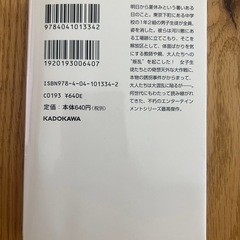 明日から夏休みという暑いある
日のこと。東京下町にある中学校
の1年2組の男子生徒が全員、
姿を消した。彼らは河川敷に
ある工場跡に立てこもり、そこを
解放区として、体面ばかりを気に
する教師や親、大人たちへ
の“叛乱”を起こした！女子生
徒たちとの奇想天外な大作戦に、
本物の誘拐事件がからまって、
大人たちは大混乱に陥るが――。
何世代にもわたって読み継がれ
てきた、不朽のエンターテイン
メントシリーズ最高傑作。
9784041013342
1920193006407
ISBN978-4-04-101334-2
C0193 ¥640E
定価：本体640円(税別)
KADOKAWA